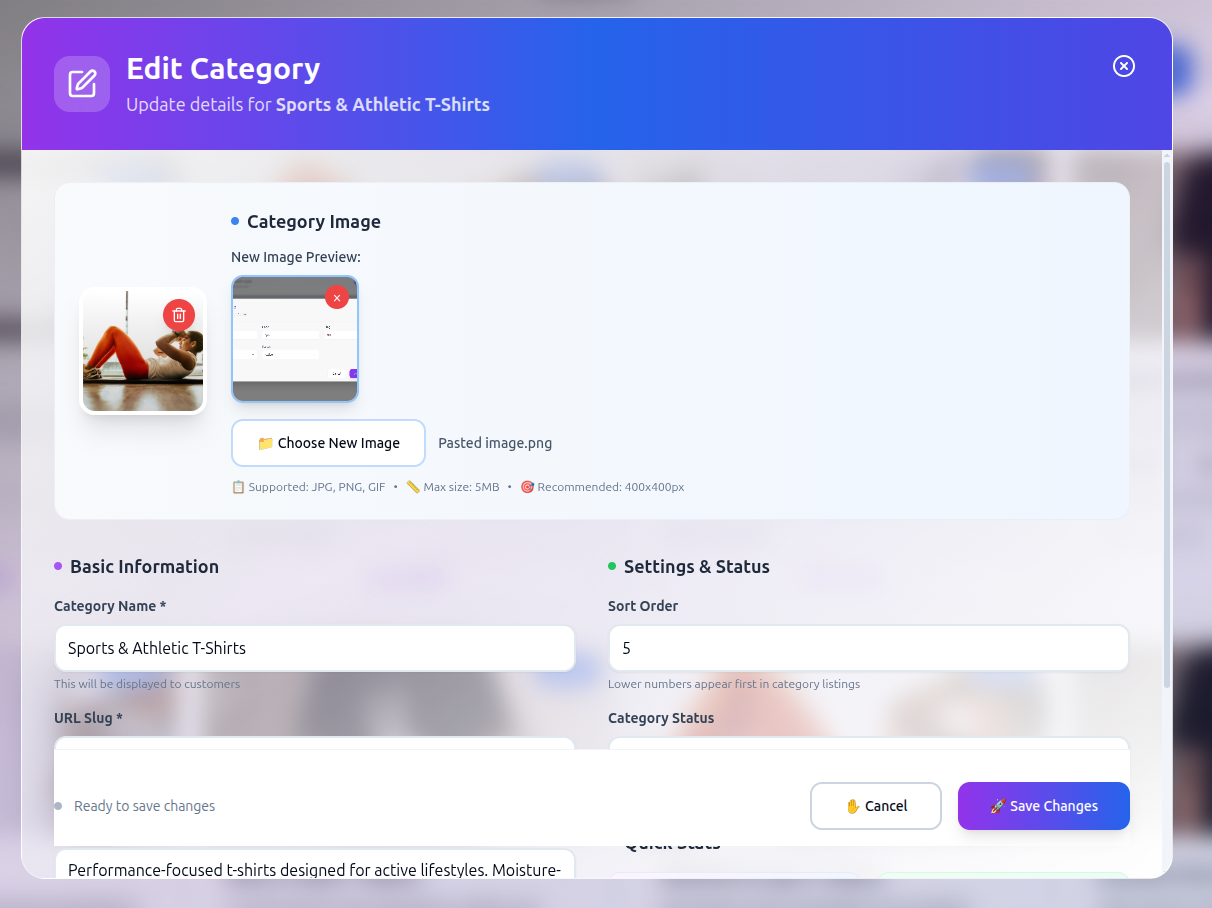 Edit Category
Update details for Sports & Athletic T-Shirts
Category Image
New Image Preview:
📁 Choose New Image Pasted image.png
📋 Supported: JPG, PNG, GIF • 📏 Max size: 5MB • 🎯 Recommended: 400x400px
Basic Information
Category Name *
Sports & Athletic T-Shirts
This will be displayed to customers
URL Slug *
Settings & Status
Sort Order
5
Lower numbers appear first in category listings
Category Status
Ready to save changes
✋ Cancel
🚀 Save Changes
Quick Stats
Performance-focused t-shirts designed for active lifestyles. Moisture-